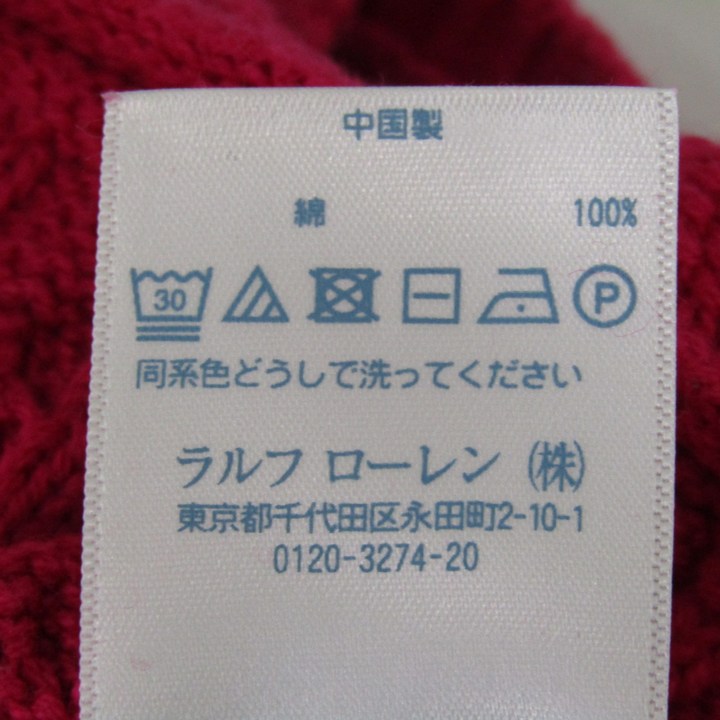 中国製
綿 100%
30 P
同系色どうしで洗ってください
ラルフ ローレン (株)
東京都千代田区永田町2-10-1
0120-3274-20